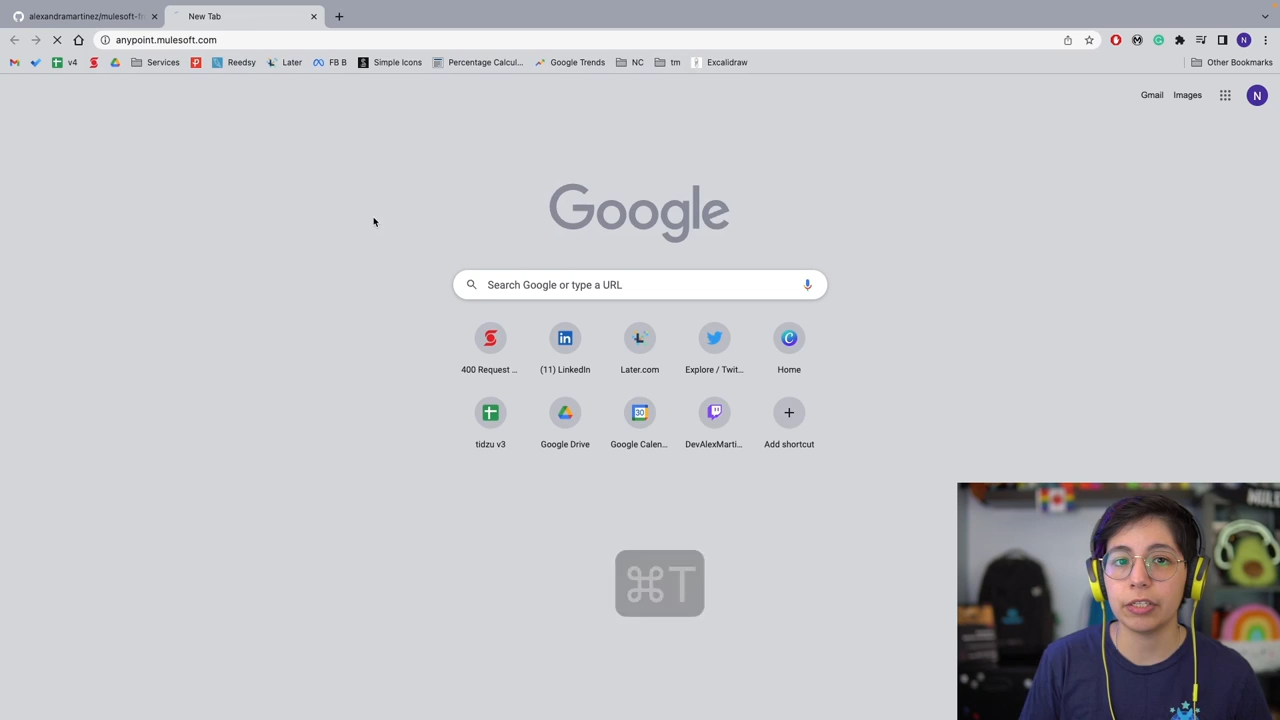 alexandramartinez/mulesoft-fr
New Tab
anypoint.mulesoft.com
N
v4
Services
Reedsy
Later
FB B
Simple Icons
Percentage Calcul...
Google Trends
NC
tm
Excalidraw
Other Bookmarks
Gmail
Images
N
Google
Search Google or type a URL
400 Request ...
(11) LinkedIn
Later.com
Explore / Twit...
Home
tidzu v3
Google Drive
30
Google Calen...
DevAlexMarti...
Add shortcut
⌘T